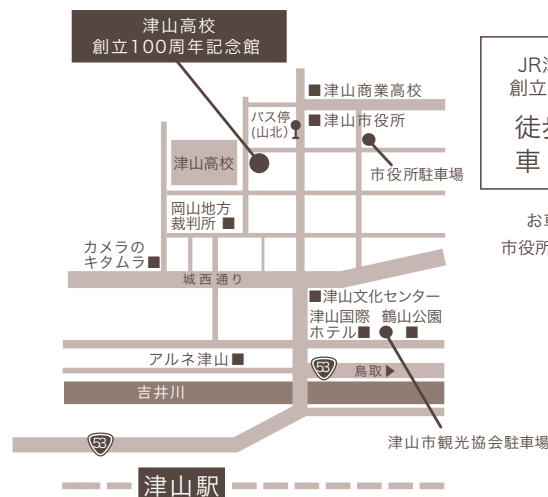 津山高校
創立100周年記念館
■津山商業高校
バス停
(山北)
■津山市役所
津山高校
市役所駐車場
岡山地方
裁判所■
カメラの
キタムラ■
城西通り
■津山文化センター
津山国際 鶴山公園
ホテル■ ■
アルネ津山■
53
鳥取▶
吉井川
53
津山市観光協会駐車場
津山駅
JR津
創立
徒歩
車
お車
市役所